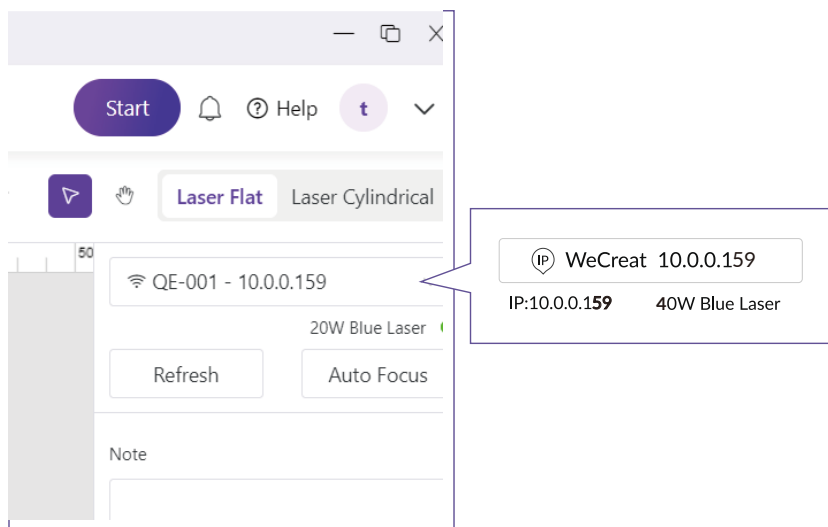 Start
Help
t
Laser Flat
Laser Cylindrical
50
QE-001 - 10.0.0.159
20W Blue Laser
Refresh
Auto Focus
Note
IP WeCreat 10.0.0.159
IP:10.0.0.159
40W Blue Laser